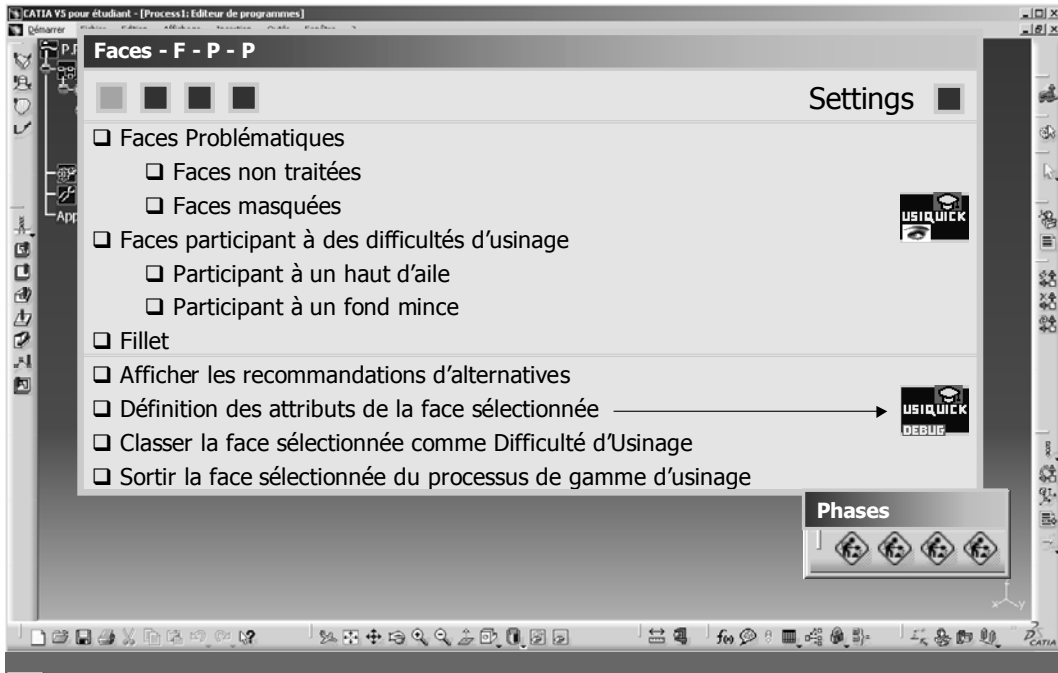 CATIA V5 pour étudiant - [Process1: Editeur de programmes]
Démarrer
P.P
Faces - F - P - P
Settings
❑ Faces Problématiques
❑ Faces non traitées
❑ Faces masquées
USIQUICK
❑ Faces participant à des difficultés d'usinage
❑ Participant à un haut d'aile
❑ Participant à un fond mince
App
❑ Fillet
❑ Afficher les recommandations d'alternatives
❑ Définition des attributs de la face sélectionnée
USIQUICK
DEBUG
❑ Classer la face sélectionnée comme Difficulté d'Usinage
❑ Sortir la face sélectionnée du processus de gamme d'usinage
Phases
x y
f(x)
CATIA